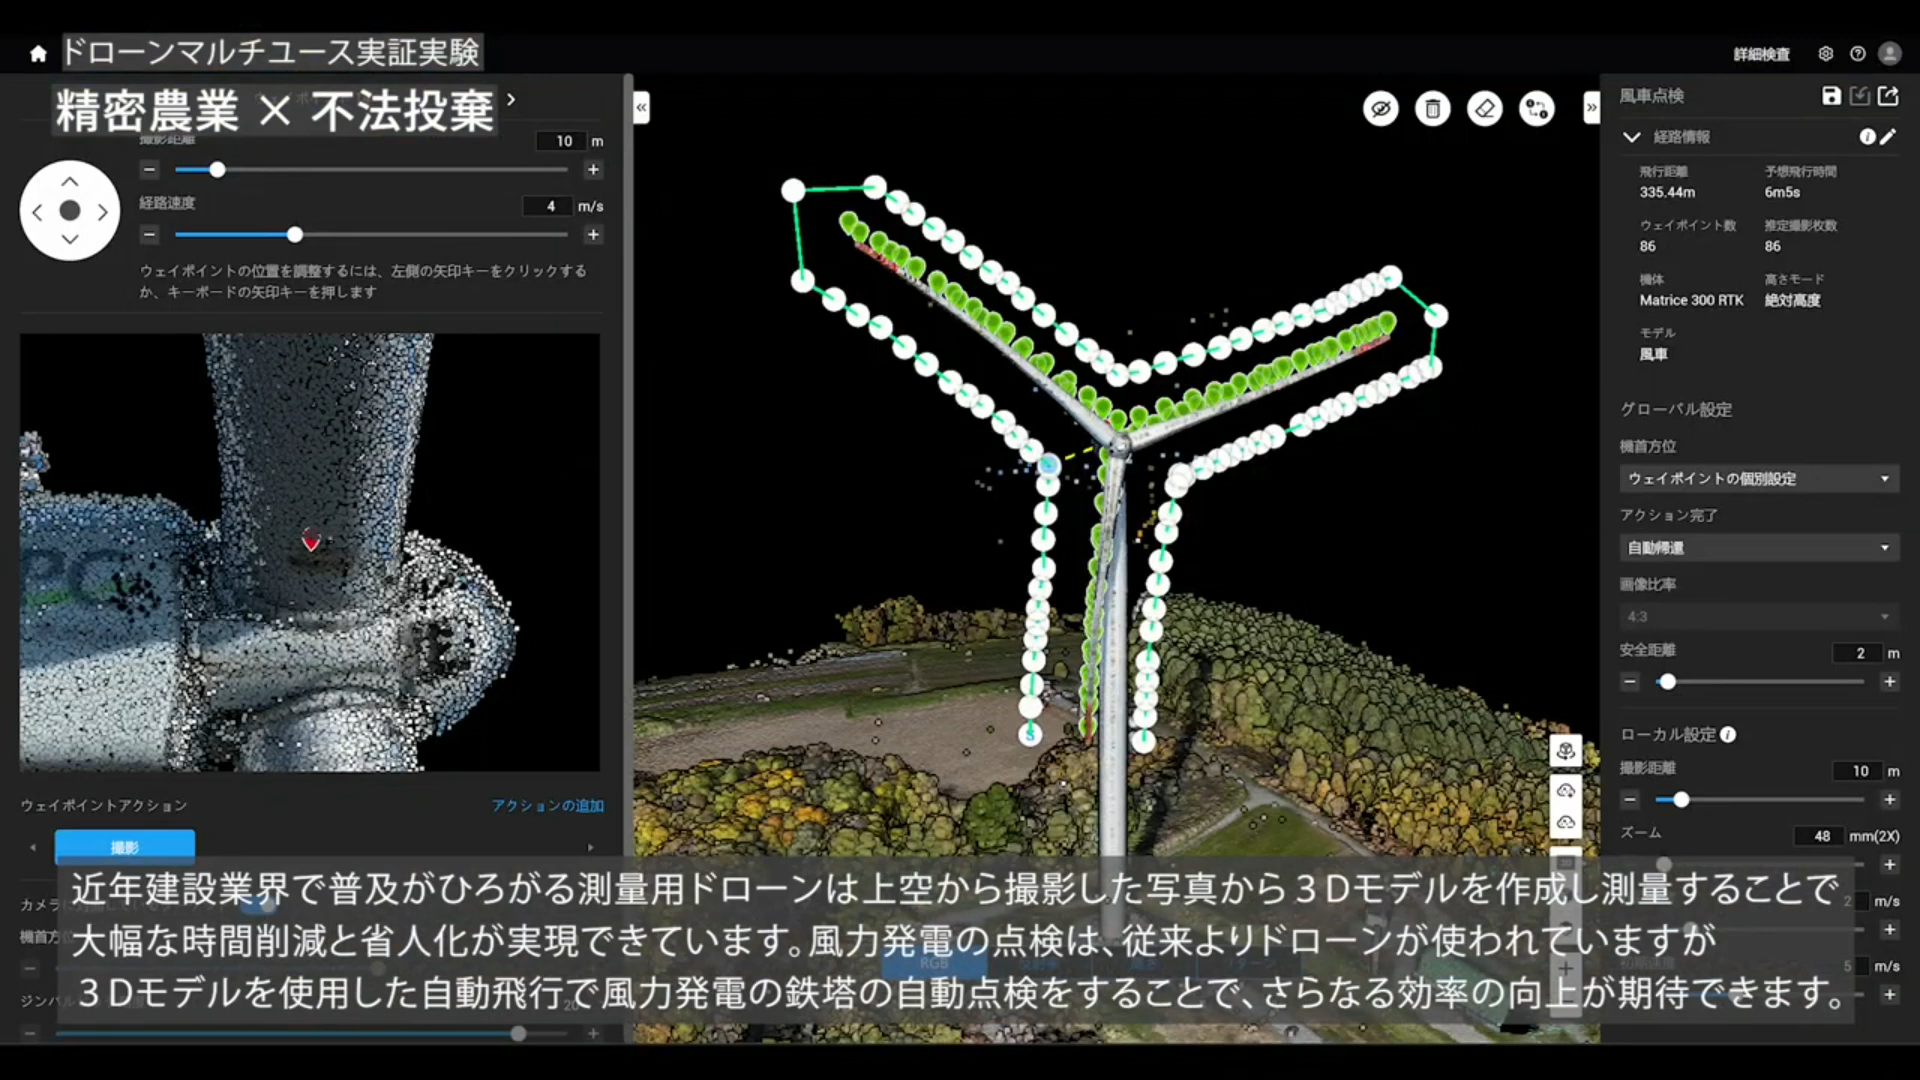 ドローンマルチユース実証実験
詳細検査
精密農業 × 不法投棄
撮影距離
10 m
経路速度
4 m/s
ウェイポイントの位置を調整するには、左側の矢印キーをクリックする
か、キーボードの矢印キーを押します
ウェイポイントアクション
アクションの追加
撮影
S
風車点検
経路情報
飛行距離 予想飛行時間
335.44m 6m5s
ウェイポイント数 推定撮影枚数
86 86
機体 高さモード
Matrice 300 RTK 絶対高度
モデル
風車
グローバル設定
機首方位
ウェイポイントの個別設定
アクション完了
自動帰還
画像比率
4:3
安全距離
2 m
ローカル設定
撮影距離
10 m
ズーム
48 mm(2X)
2 m/s
5 m/s
カメラ
機首方
ジンバル
RGB
近年建設業界で普及がひろがる測量用ドローンは上空から撮影した写真から３Dモデルを作成し測量することで
大幅な時間削減と省人化が実現できています。風力発電の点検は、従来よりドローンが使われていますが
３Dモデルを使用した自動飛行で風力発電の鉄塔の自動点検をすることで、さらなる効率の向上が期待できます。